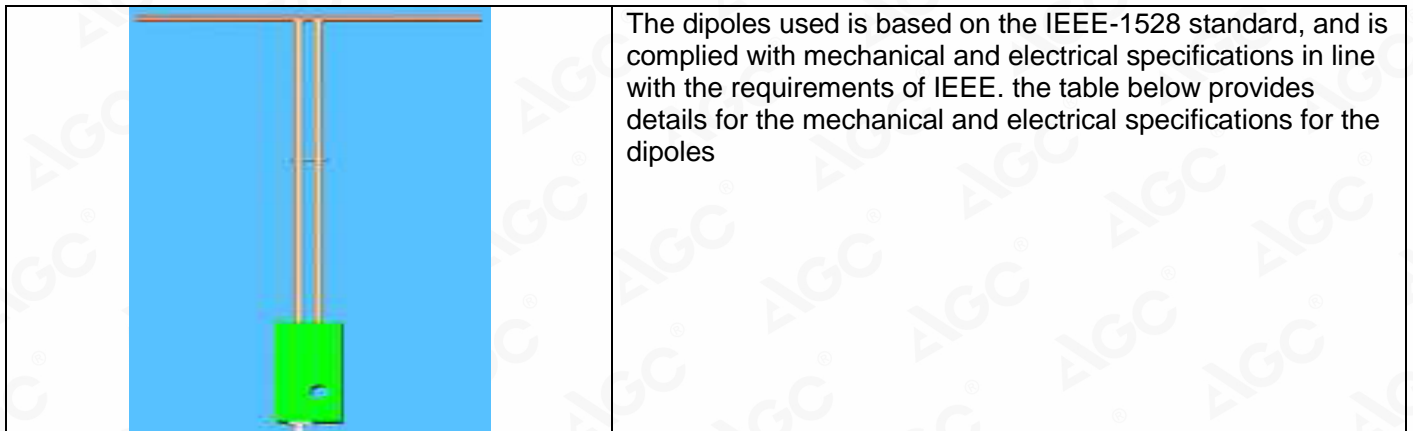 The dipoles used is based on the IEEE-1528 standard, and is
complied with mechanical and electrical specifications in line
with the requirements of IEEE. the table below provides
details for the mechanical and electrical specifications for the
dipoles